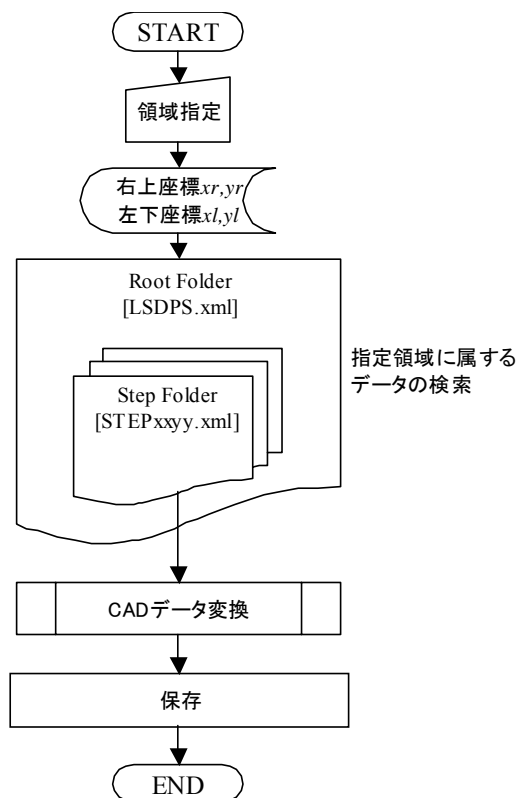 START
領域指定
右上座標xr,yr
左下座標xl,yl
Root Folder
[LSDPS.xml]
指定領域に属する
データの検索
Step Folder
[STEPxxyy.xml]
CADデータ変換
保存
END